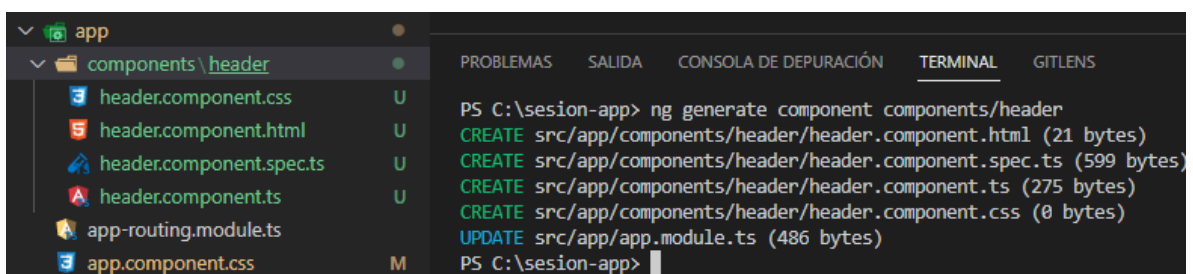 app
components\header
header.component.css U
header.component.html U
header.component.spec.ts U
header.component.ts U
app-routing.module.ts
app.component.css M
PROBLEMAS SALIDA CONSOLA DE DEPURACIÓN TERMINAL GITLENS
PS C:\sesion-app> ng generate component components/header
CREATE src/app/components/header/header.component.html (21 bytes)
CREATE src/app/components/header/header.component.spec.ts (599 bytes)
CREATE src/app/components/header/header.component.ts (275 bytes)
CREATE src/app/components/header/header.component.css (0 bytes)
UPDATE src/app/app.module.ts (486 bytes)
PS C:\sesion-app>